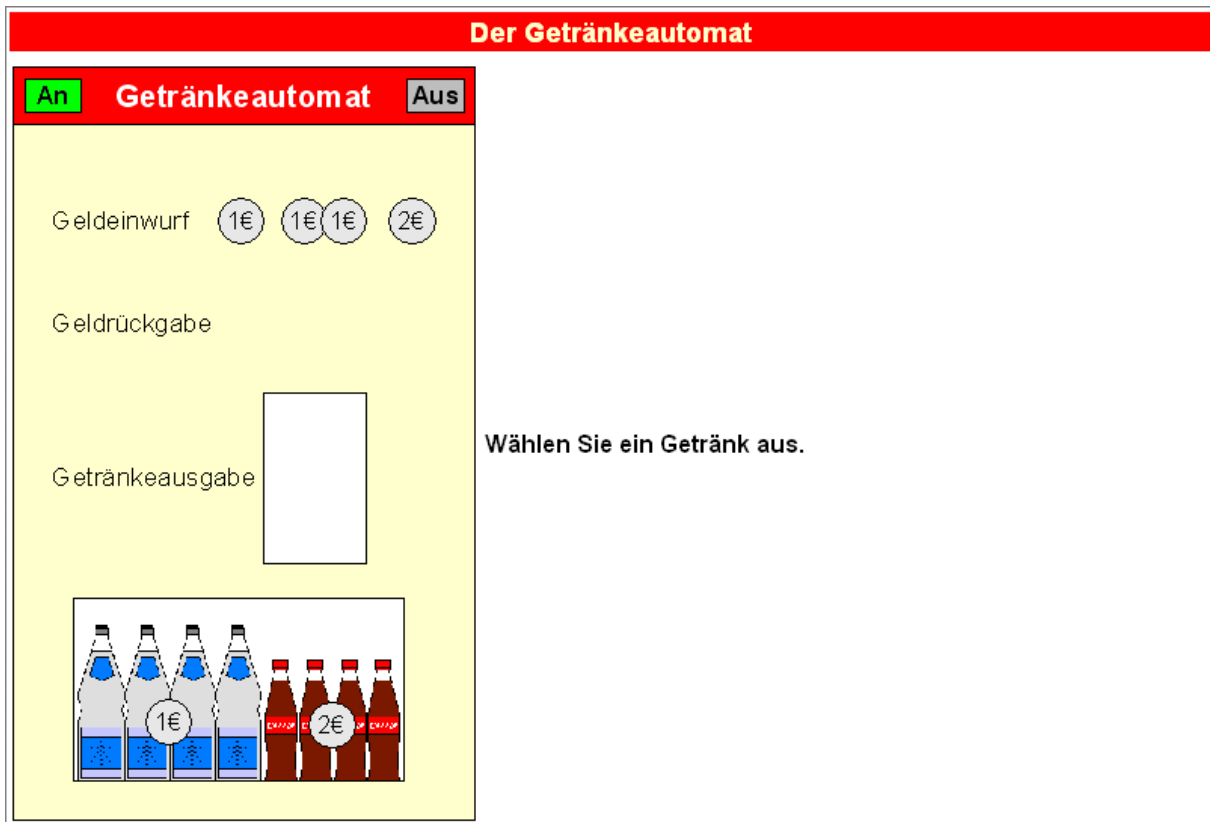 Der Getränkeautomat
An Getränkeautomat Aus
Geldeinwurf 1€ 1€ 1€ 2€
Geldrückgabe
Wählen Sie ein Getränk aus.
Getränkeausgabe
1€ 2€